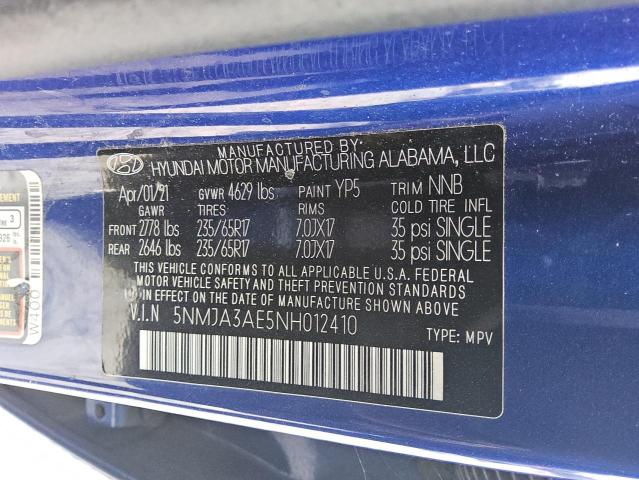 MANUFACTURED BY
HYUNDAI MOTOR MANUFACTURING ALABAMA, LLC
Apr/01/21 GVWR 4629 lbs PAINT YP5 TRIM NNB
GAWR TIRES RIMS COLD TIRE INFL
FRONT 2778 lbs 235/65R17 7.0JX17 35 psi SINGLE
REAR 2646 lbs 235/65R17 7.0JX17 35 psi SINGLE
THIS VEHICLE CONFORMS TO ALL APPLICABLE U.S.A. FEDERAL
MOTOR VEHICLE SAFETY AND THEFT PREVENTION STANDARDS
IN EFFECT ON THE DATE OF MANUFACTURE SHOWN ABOVE
V.I.N 5NMJA3AE5NH012410
TYPE: MPV
W400
3